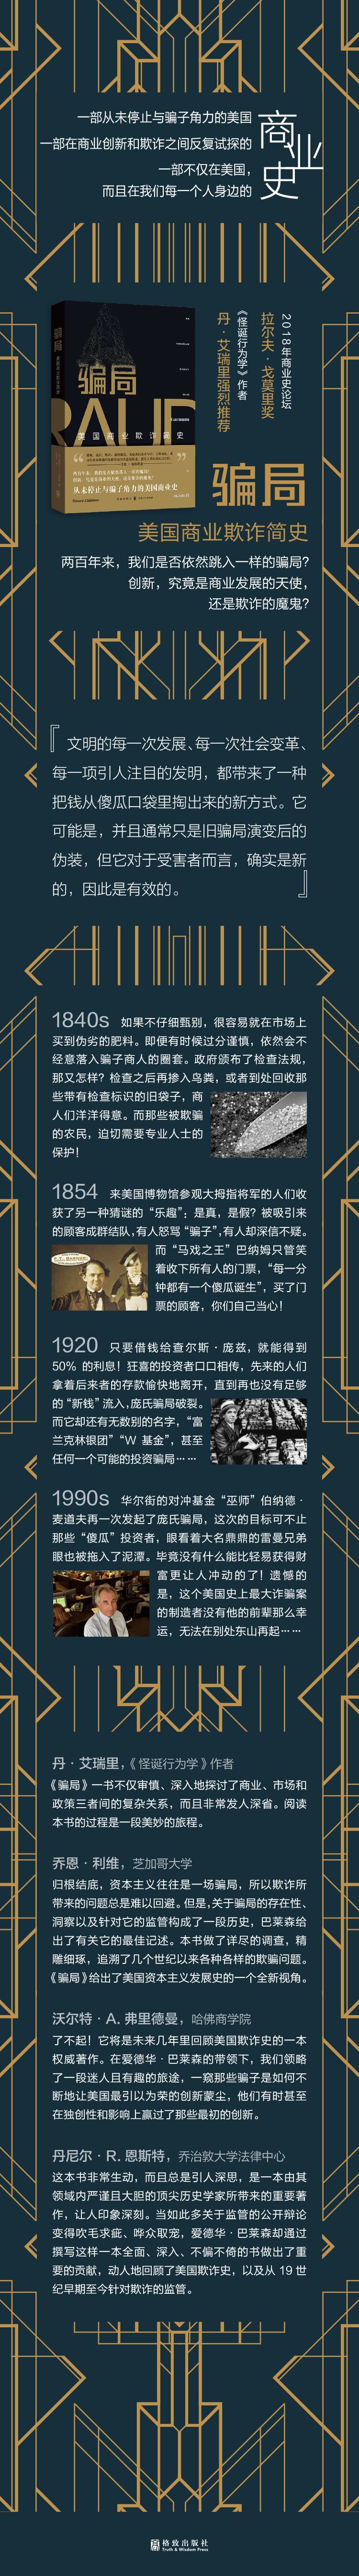 一部从未停止与骗子角力的美国
一部在商业创新和欺诈之间反复试探的
一部不仅在美国，
而且在我们每一个人身边的
商业史
2018年商业史论坛
拉尔夫·戈莫里奖
《怪诞行为学》作者
丹·艾瑞里强烈推荐
骗局
美国商业欺诈简史
从未停止与骗子角力的美国商业史
骗局
美国商业欺诈简史
两百年来，我们是否依然跳入一样的骗局？
创新，究竟是商业发展的天使，
还是欺诈的魔鬼？
『文明的每一次发展、每一次社会变革、
每一项引人注目的发明，都带来了一种
把钱从傻瓜口袋里掏出来的新方式。它
可能是，并且通常只是旧骗局演变后的
伪装，但它对于受害者而言，确实是新
的，因此是有效的。』
1840s 如果不仔细甄别，很容易就在市场上
买到伪劣的肥料。即便有时候过分谨慎，依然会不
经意落入骗子商人的圈套。政府颁布了检查法规，
那又怎样？检查之后再掺入鸟粪，或者到处回收那
些带有检查标识的旧袋子，商
人们洋洋得意。而那些被欺骗
的农民，迫切需要专业人士的
保护！
1854 来美国博物馆参观大拇指将军的人们收
获了另一种猜谜的“乐趣”：是真，是假？被吸引来
的顾客成群结队，有人怒骂“骗子”，有人却深信不疑。
而“马戏之王”巴纳姆只管笑
着收下所有人的门票，“每一分
钟都有一个傻瓜诞生”，买了门
票的顾客，你们自己当心！
1920 只要借钱给查尔斯·庞兹，就能得到
50% 的利息！狂喜的投资者口口相传，先来的人们
拿着后来者的存款愉快地离开，直到再也没有足够
的“新钱”流入，庞氏骗局破裂。
而它却还有无数别的名字，“富
兰克林银团”“W 基金”，甚至
任何一个可能的投资骗局……
1990s 华尔街的对冲基金“巫师”伯纳德·
麦道夫再一次发起了庞氏骗局，这次的目标可不止
那些“傻瓜”投资者，眼看着大名鼎鼎的雷曼兄弟
眼也被拖入了泥潭。毕竟没有什么能比轻易获得财
富更让人冲动的了！遗憾的
是，这个美国史上最大诈骗案
的制造者没有他的前辈那么幸
运，无法在别处东山再起……
丹·艾瑞里，《怪诞行为学》作者
《骗局》一书不仅审慎、深入地探讨了商业、市场和
政策三者间的复杂关系，而且非常发人深省。阅读
本书的过程是一段美妙的旅程。
乔恩·利维，芝加哥大学
归根结底，资本主义往往是一场骗局，所以欺诈所
带来的问题总是难以回避。但是，关于骗局的存在性、
洞察以及针对它的监管构成了一段历史，巴莱森给
出了有关它的最佳记述。本书做了详尽的调查，精
雕细琢，追溯了几个世纪以来各种各样的欺骗问题。
《骗局》给出了美国资本主义发展史的一个全新视角。
沃尔特·A. 弗里德曼，哈佛商学院
了不起！它将是未来几年里回顾美国欺诈史的一本
权威著作。在爱德华·巴莱森的带领下，我们领略
了一段迷人且有趣的旅途，一窥那些骗子是如何不
断地让美国最引以为荣的创新蒙尘，他们有时甚至
在独创性和影响上赢过了那些最初的创新。
丹尼尔·R. 恩斯特，乔治敦大学法律中心
这本书非常生动，而且总是引人深思，是一本由其
领域内严谨且大胆的顶尖历史学家所带来的重要著
作，让人印象深刻。当如此多关于监管的公开辩论
变得吹毛求疵、哗众取宠，爱德华·巴莱森却通过
撰写这样一本全面、深入、不偏不倚的书做出了重
要的贡献，动人地回顾了美国欺诈史，以及从 19 世
纪早期至今针对欺诈的监管。
格致出版社
Truth & Wisdom Press